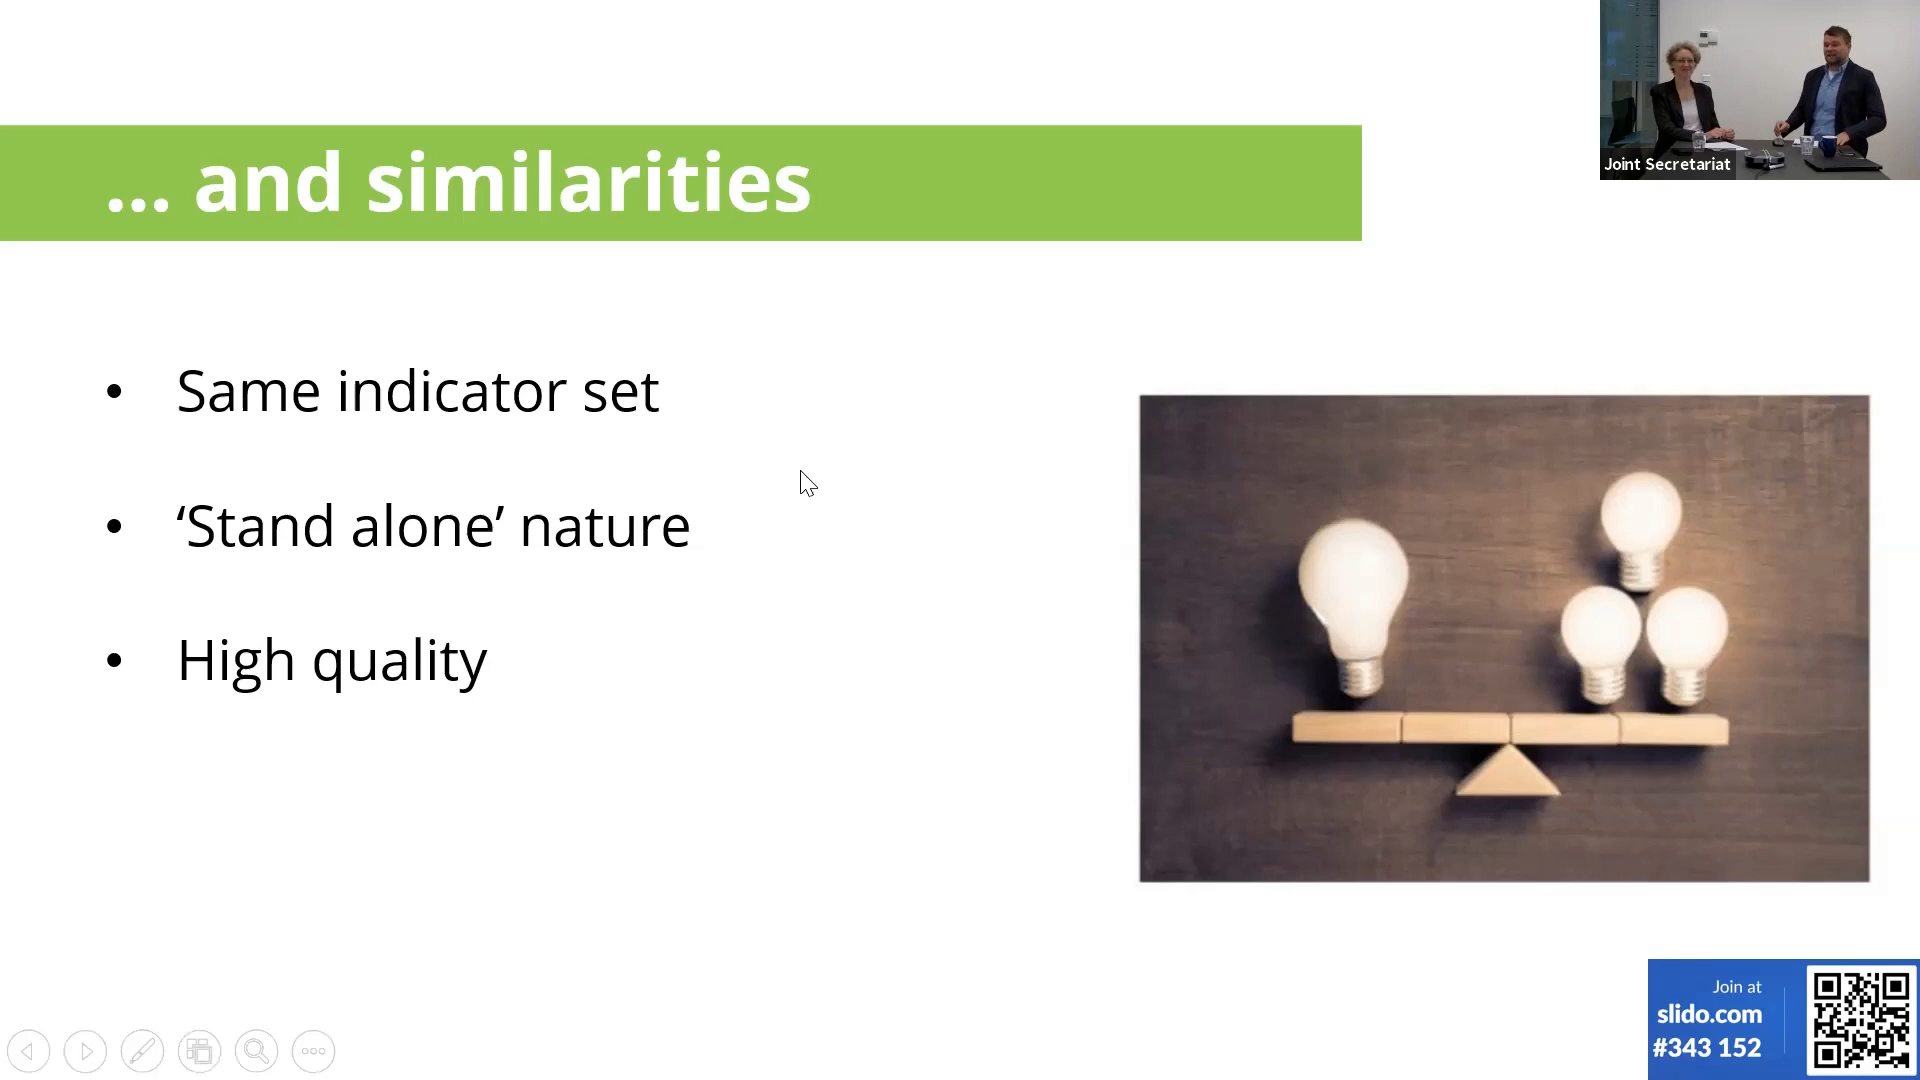 Joint Secretariat
... and similarities
• Same indicator set
• ‘Stand alone’ nature
• High quality
Join at
slido.com
#343 152